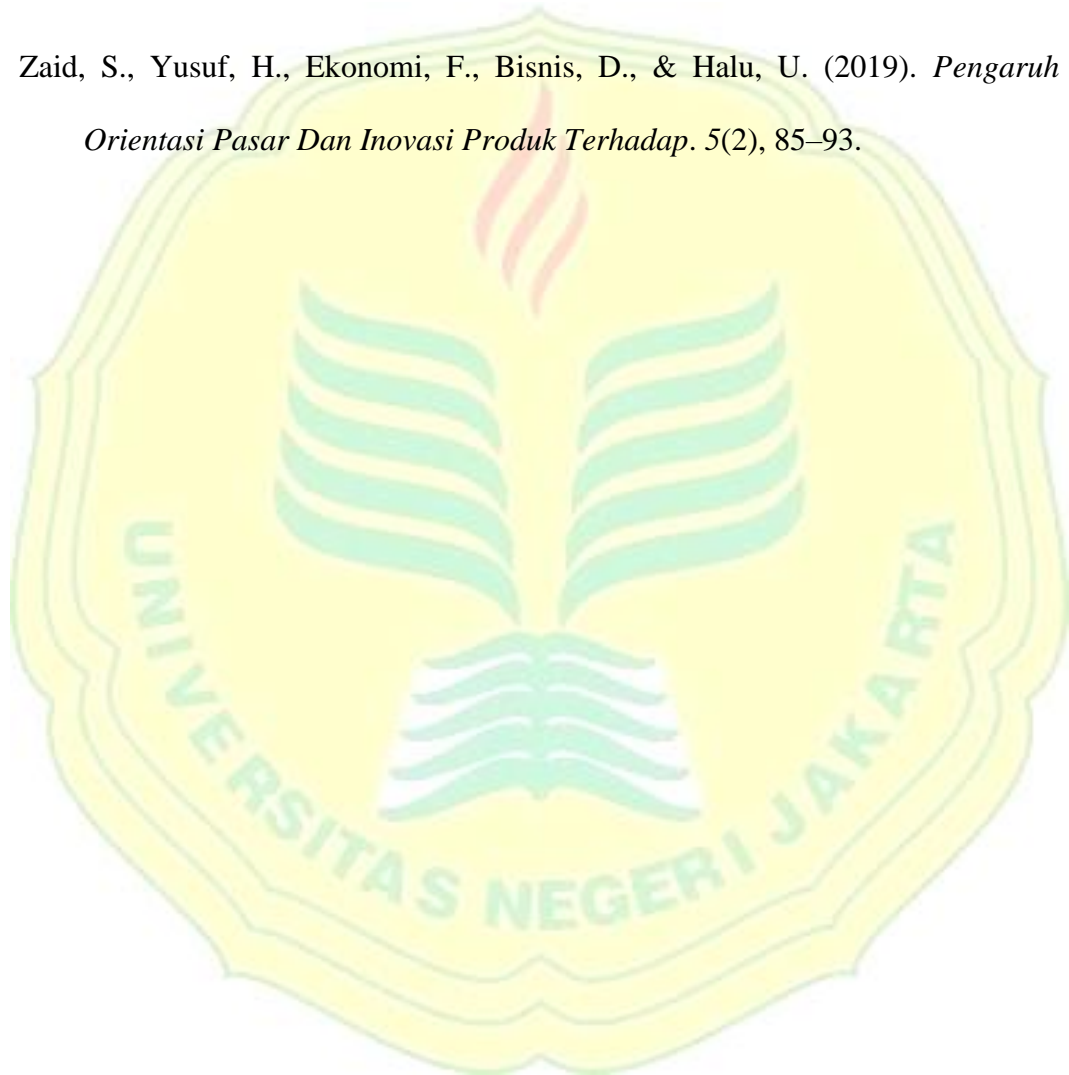 Zaid, S., Yusuf, H., Ekonomi, F., Bisnis, D., & Halu, U. (2019). Pengaruh
Orientasi Pasar Dan Inovasi Produk Terhadap. 5(2), 85–93.
UNIVERSITAS NEGERI JAKARTA